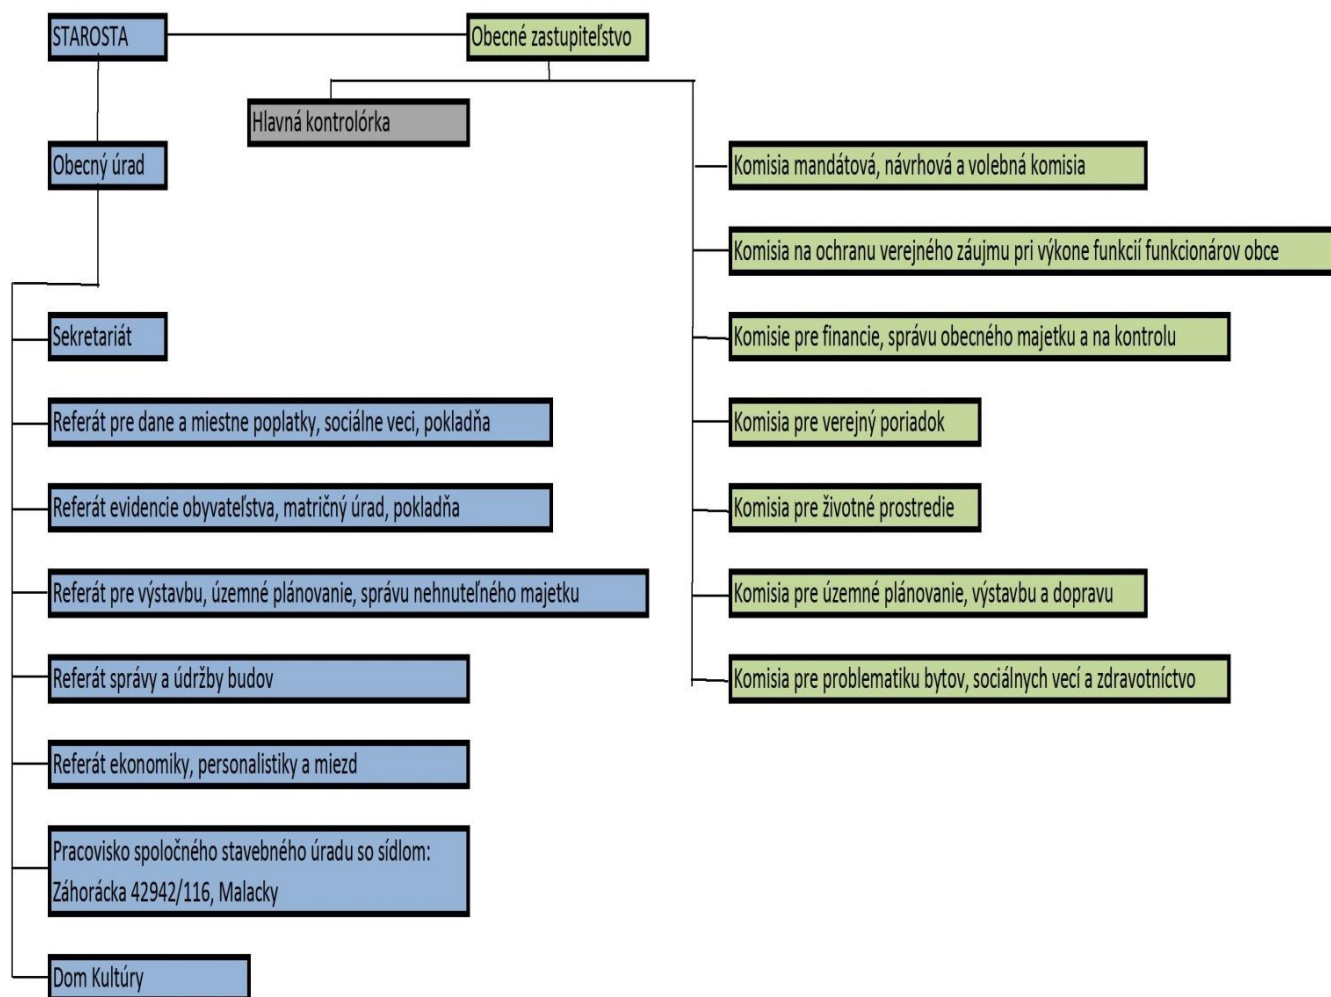 STAROSTA
Obecné zastupiteľstvo
Hlavná kontrolórka
Obecný úrad
Sekretariát
Referát pre dane a miestne poplatky, sociálne veci, pokladňa
Referát evidencie obyvateľstva, matričný úrad, pokladňa
Referát pre výstavbu, územné plánovanie, správu nehnuteľného majetku
Referát správy a údržby budov
Referát ekonomiky, personalistiky a miezd
Pracovisko spoločného stavebného úradu so sídlom:
Záhorácka 42942/116, Malacky
Dom Kultúry
Komisia mandátová, návrhová a volebná komisia
Komisia na ochranu verejného záujmu pri výkone funkcií funkcionárov obce
Komisie pre financie, správu obecného majetku a na kontrolu
Komisia pre verejný poriadok
Komisia pre životné prostredie
Komisia pre územné plánovanie, výstavbu a dopravu
Komisia pre problematiku bytov, sociálnych vecí a zdravotníctvo